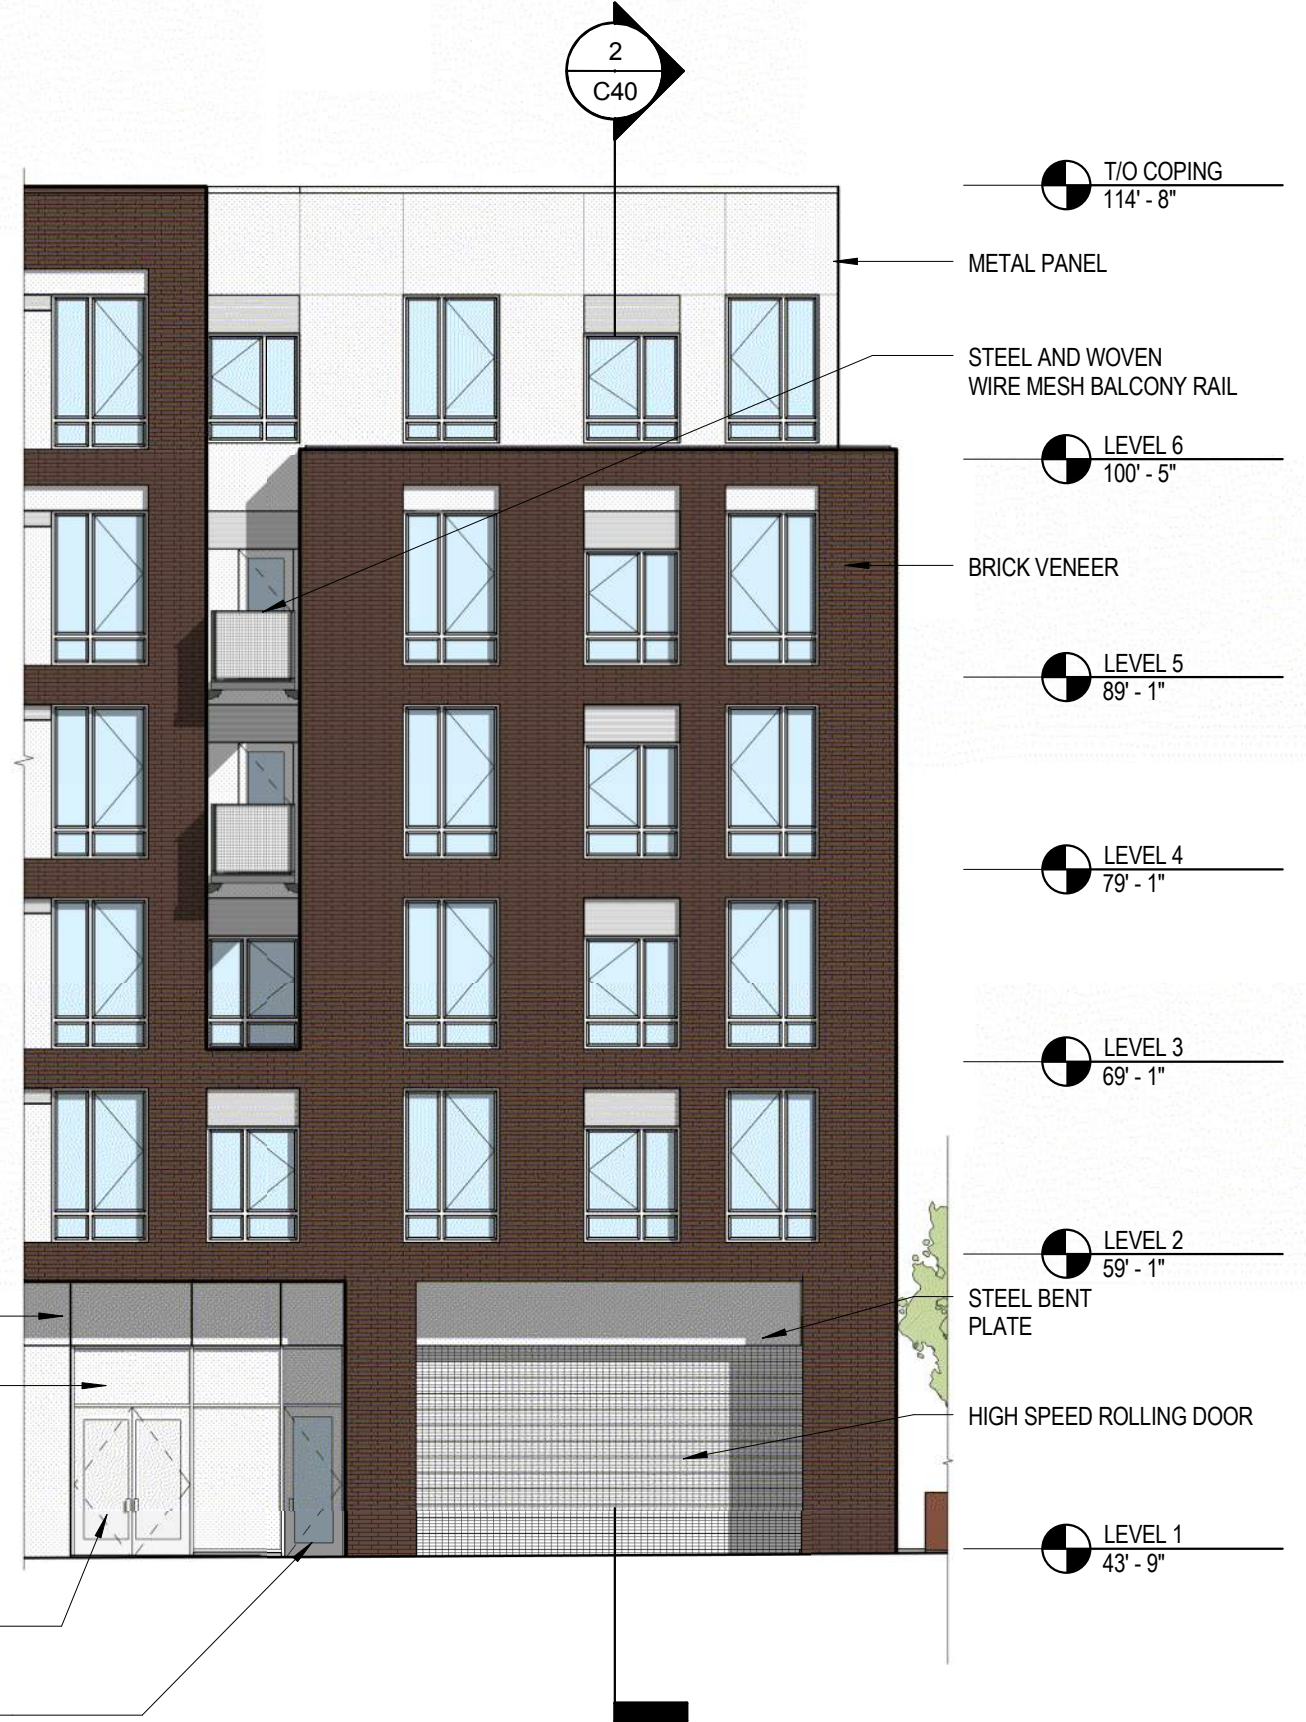 2
C40
T/O COPING
114' - 8"
METAL PANEL
STEEL AND WOVEN
WIRE MESH BALCONY RAIL
LEVEL 6
100' - 5"
BRICK VENEER
LEVEL 5
89' - 1"
LEVEL 4
79' - 1"
LEVEL 3
69' - 1"
LEVEL 2
59' - 1"
STEEL BENT
PLATE
HIGH SPEED ROLLING DOOR
LEVEL 1
43' - 9"